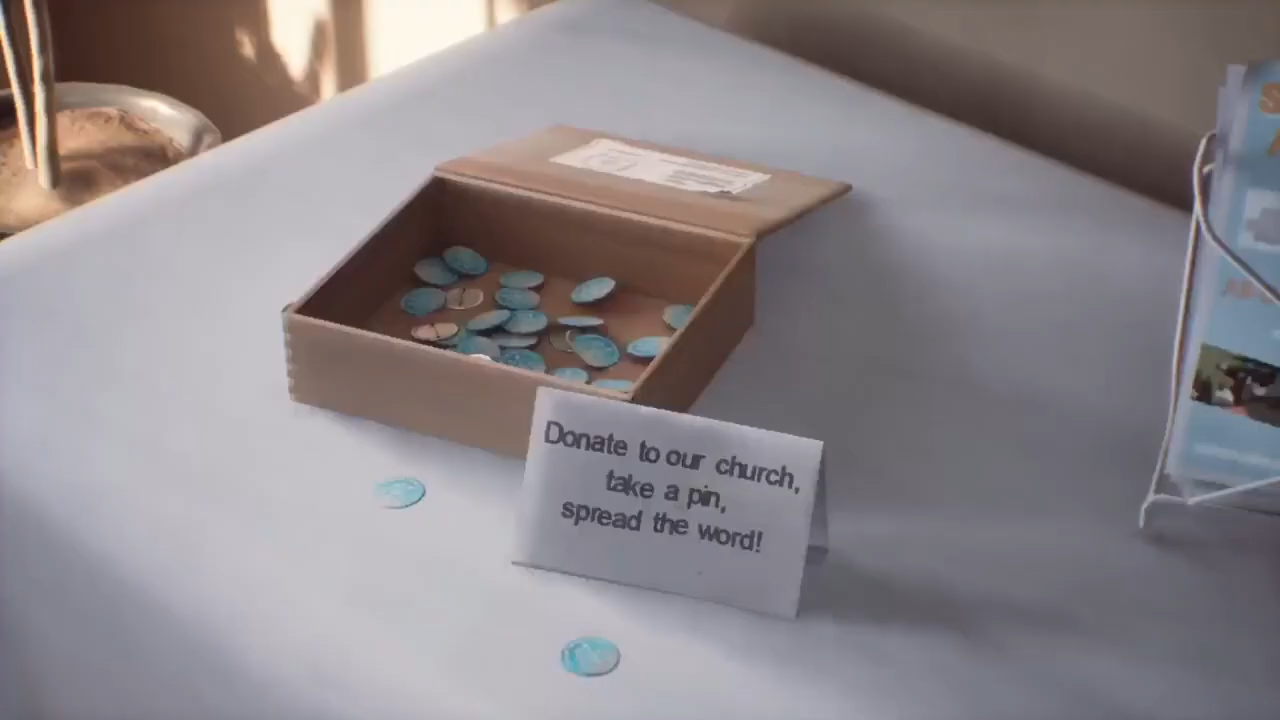 Donate to our church,
take a pin,
spread the word!